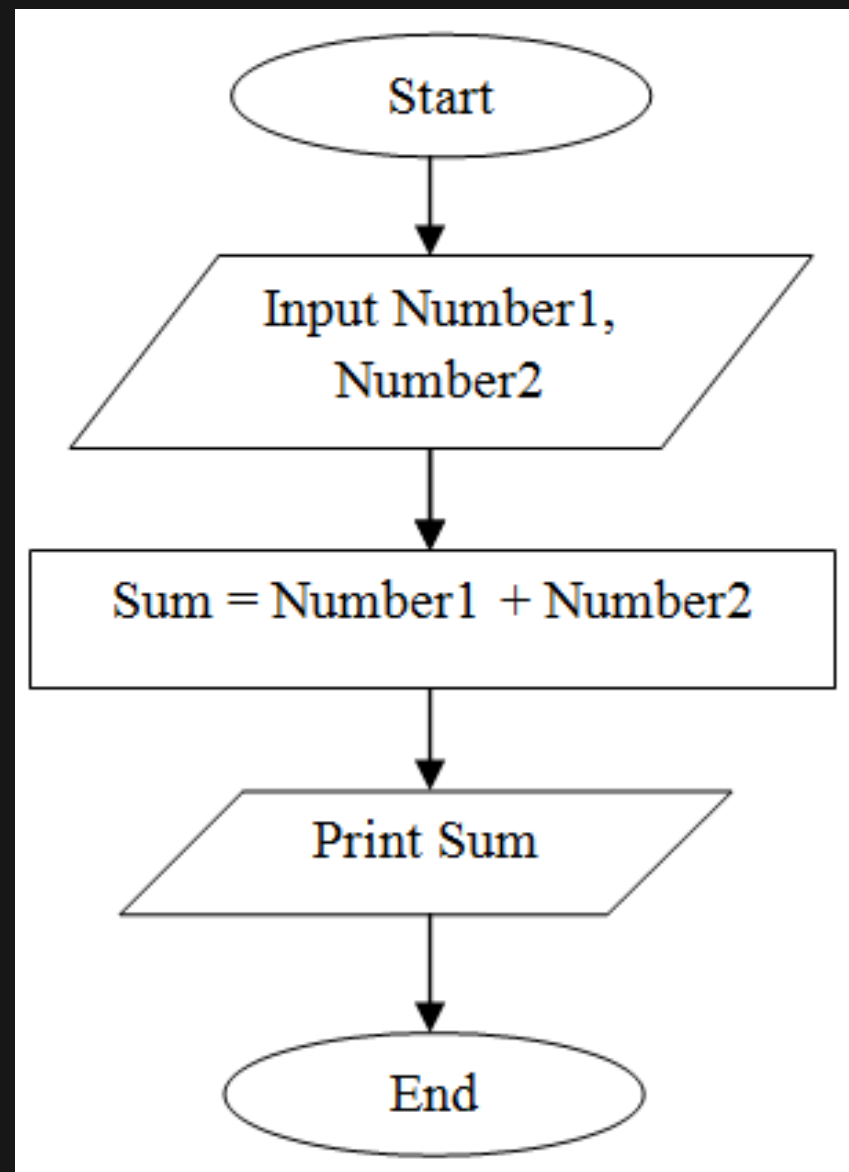 Start
Input Number1,
Number2
Sum = Number1 + Number2
Print Sum
End